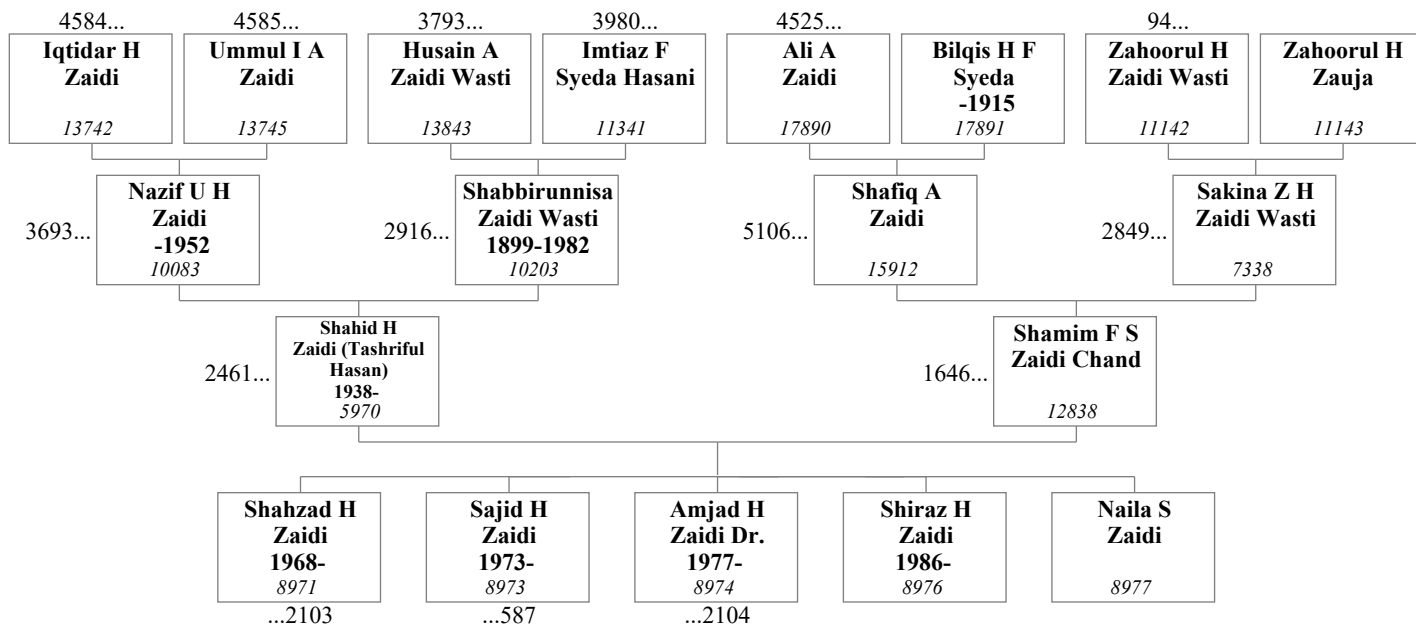 4584... 4585... 3793... 3980... 4525... 94...
Iqtidar H
Zaidi
13742
Ummul I A
Zaidi
13745
Husain A
Zaidi Wasti
13843
Imtiaz F
Syeda Hasani
11341
Ali A
Zaidi
17890
Bilqis H F
Syeda
-1915
17891
Zahoorul H
Zaidi Wasti
11142
Zahoorul H
Zauja
11143
3693...
Nazif U H
Zaidi
-1952
10083
2916...
Shabbirunnisa
Zaidi Wasti
1899-1982
10203
5106...
Shafiq A
Zaidi
15912
2849...
Sakina Z H
Zaidi Wasti
7338
2461...
Shahid H
Zaidi (Tashriful
Hasan)
1938-
5970
1646...
Shamim F S
Zaidi Chand
12838
Shahzad H
Zaidi
1968-
8971
...2103
Sajid H
Zaidi
1973-
8973
...587
Amjad H
Zaidi Dr.
1977-
8974
...2104
Shiraz H
Zaidi
1986-
8976
Naila S
Zaidi
8977